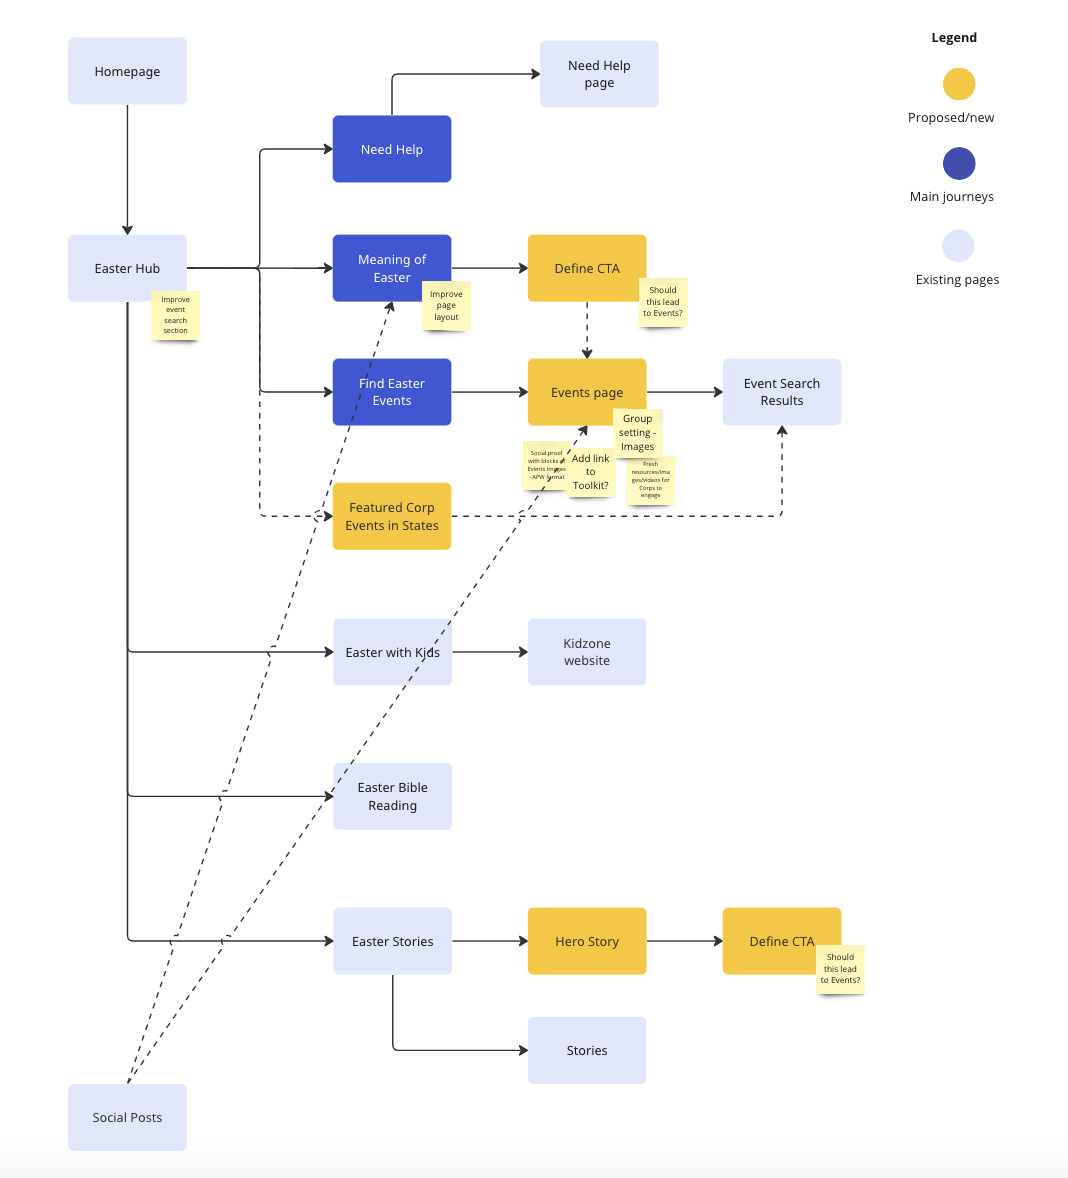 Legend
Proposed/new
Main journeys
Existing pages
Homepage
Need Help
page
Need Help
Easter Hub
Improve
event
search
section
Meaning of
Easter
Improve
page
layout
Define CTA
Should
this lead
to Events?
Find Easter
Events
Events page
Group
setting -
Images
Social proof
with blocks of
Events images
- APW format
Add link
to
Toolkit?
Fresh
resources/ima
ges/videos for
Corps to
engage
Event Search
Results
Featured Corp
Events in States
Easter with Kids
Kidzone
website
Easter Bible
Reading
Easter Stories
Hero Story
Define CTA
Should
this lead
to Events?
Stories
Social Posts